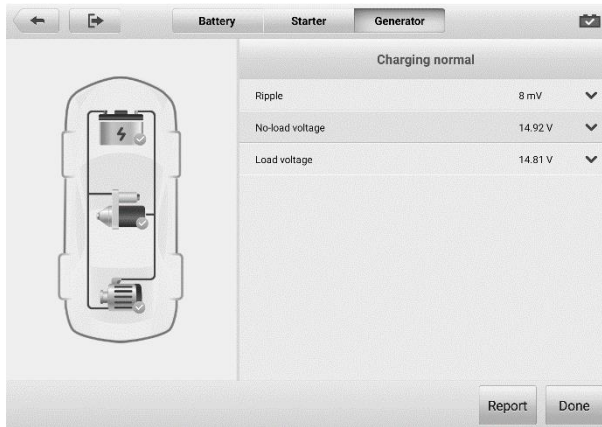 Battery Starter Generator
Charging normal
Ripple 8 mV
No-load voltage 14.92 V
Load voltage 14.81 V
Report Done